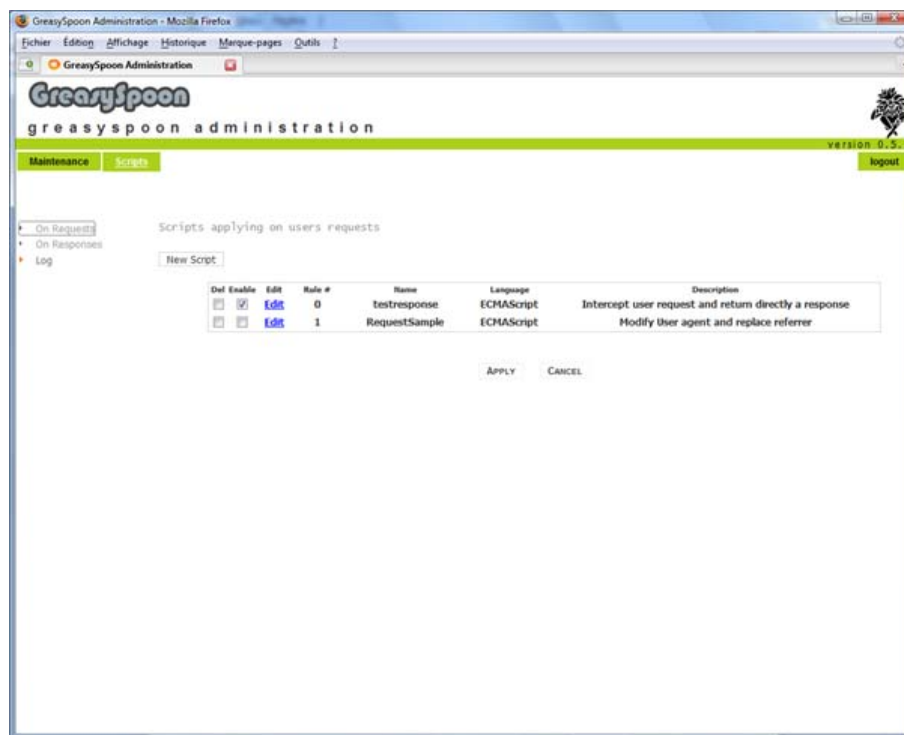 GreasySpoon Administration - Mozilla Firefox
Fichier Édition Affichage Historique Marque-pages Outils ?
GreasySpoon Administration
GreasySpoon
greasyspoon administration
version 0.5.
Maintenance Scripts logout
On Requests
On Responses
Log
Scripts applying on users requests
New Script
Del Enable Edit Rule # Name Language Description
Edit 0 testresponse ECMAScript Intercept user request and return directly a response
Edit 1 RequestSample ECMAScript Modify User agent and replace referrer
APPLY CANCEL